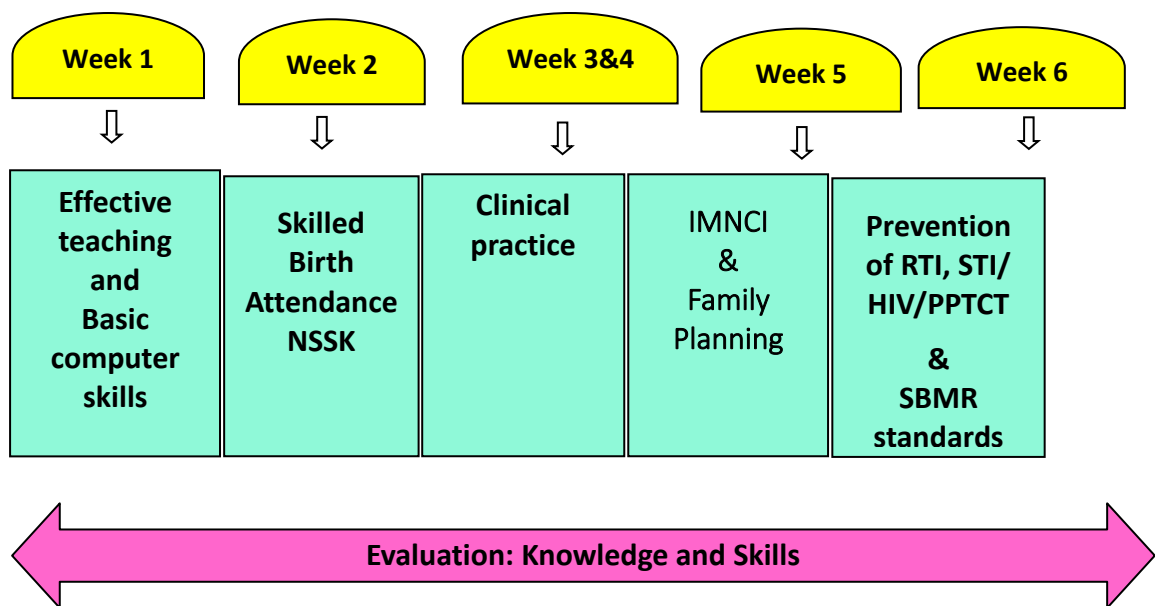 Week 1
Week 2
Week 3&4
Week 5
Week 6
Effective
teaching
and
Basic
computer
skills
Skilled
Birth
Attendance
NSSK
Clinical
practice
IMNCI
&
Family
Planning
Prevention
of RTI, STI/
HIV/PPTCT
&
SBMR
standards
Evaluation: Knowledge and Skills